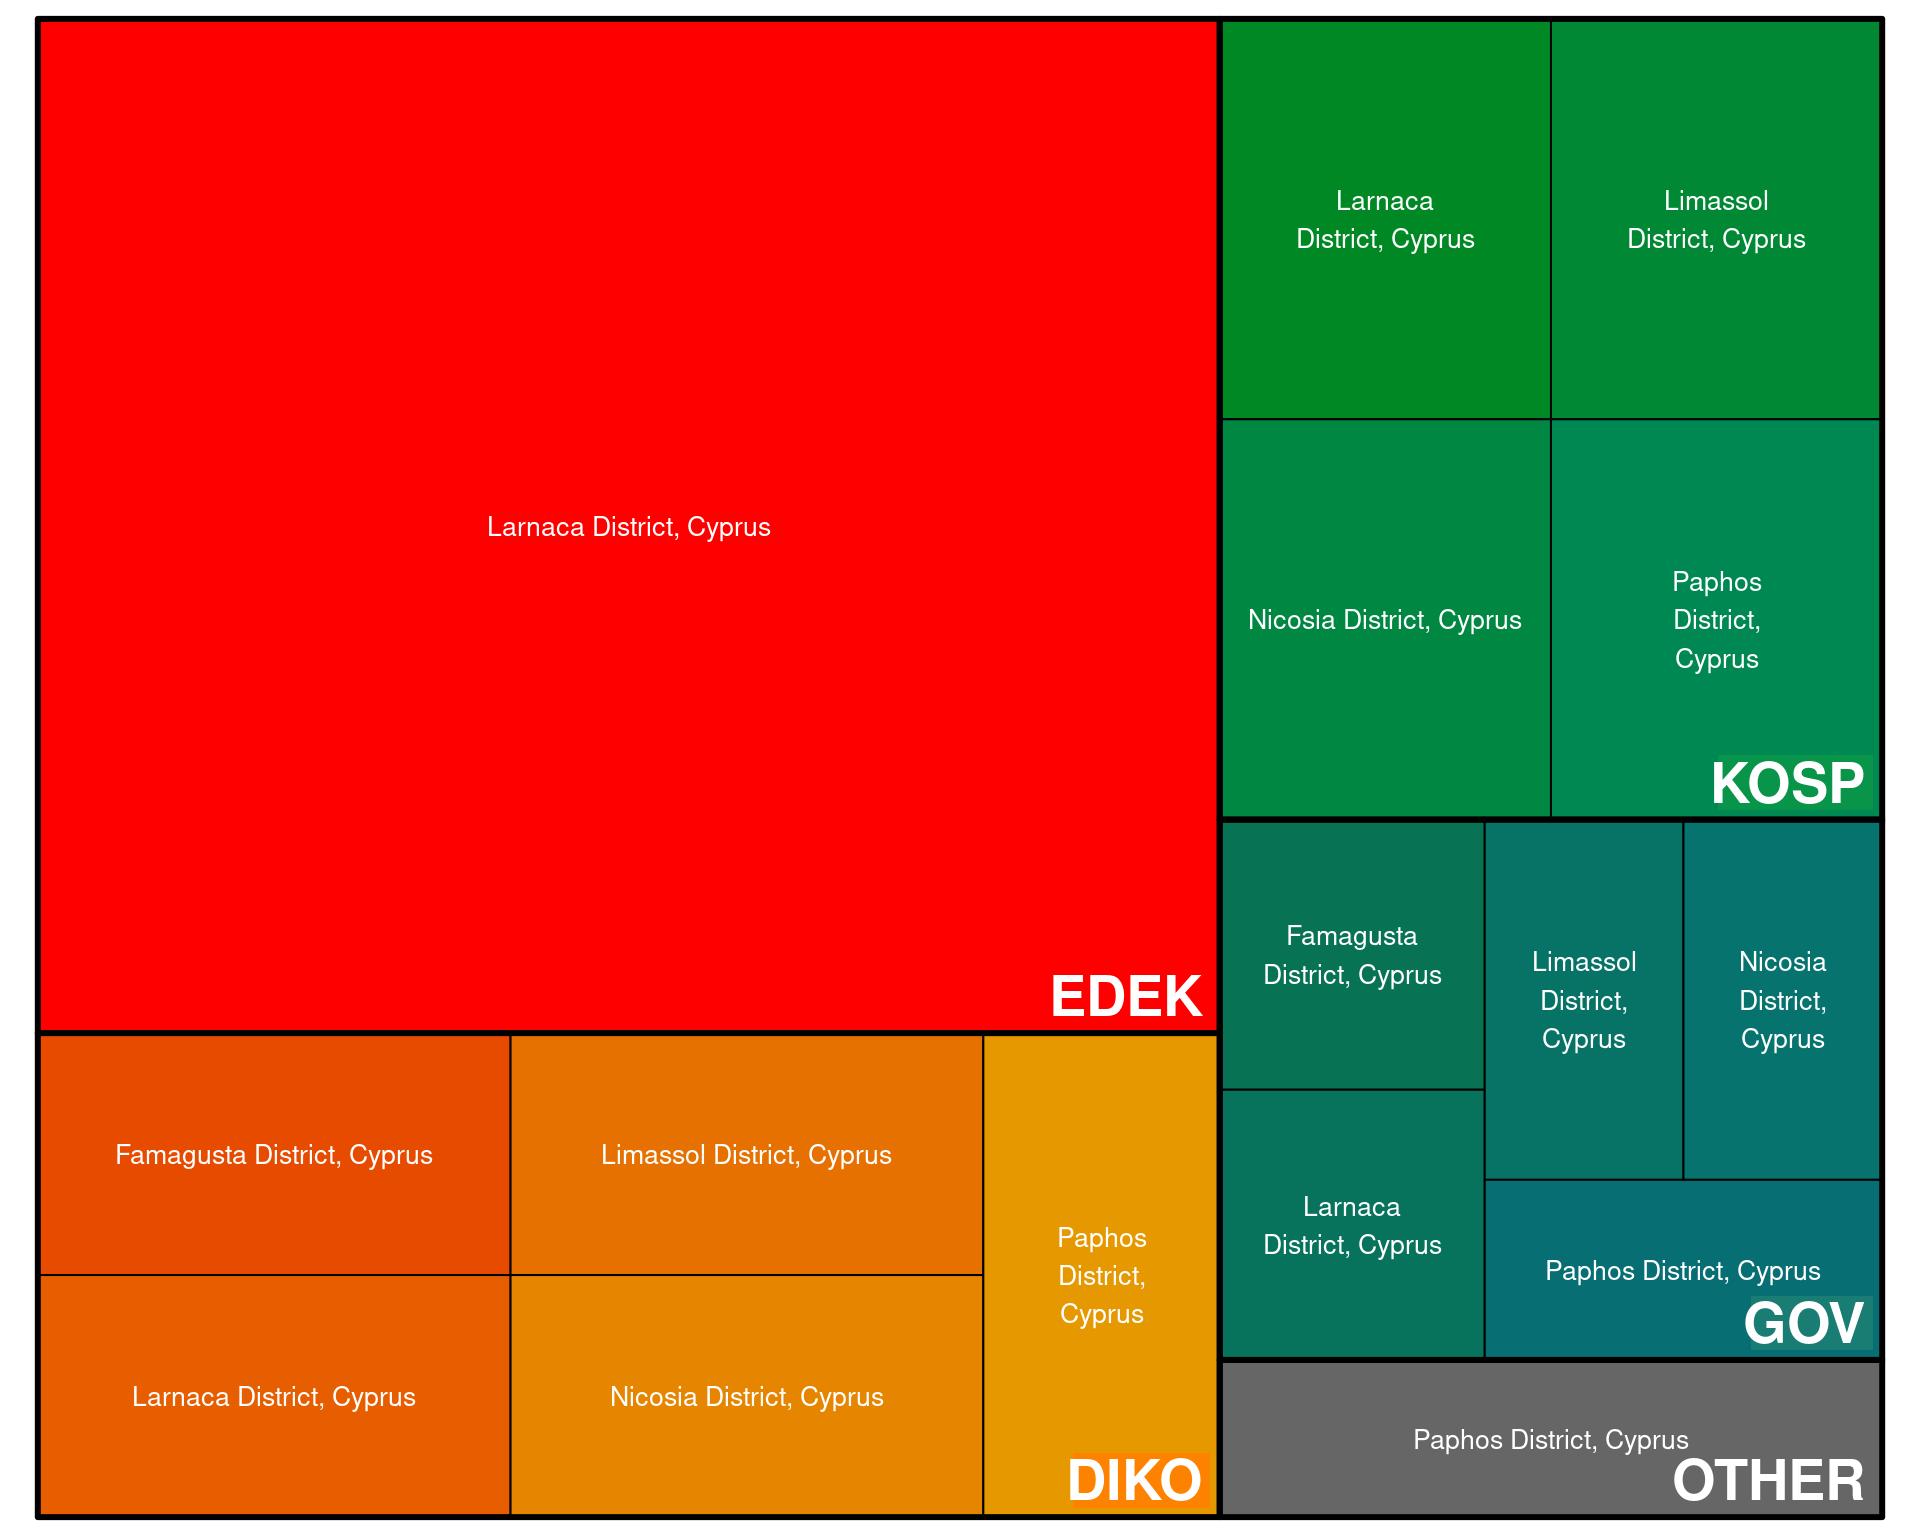 Larnaca District, Cyprus
EDEK
Famagusta District, Cyprus
Limassol District, Cyprus
Paphos
District,
Cyprus
Larnaca District, Cyprus
Nicosia District, Cyprus
DIKO
Larnaca
District, Cyprus
Limassol
District, Cyprus
Nicosia District, Cyprus
Paphos
District,
Cyprus
KOSP
Famagusta
District, Cyprus
Limassol
District,
Cyprus
Nicosia
District,
Cyprus
Larnaca
District, Cyprus
Paphos District, Cyprus
GOV
Paphos District, Cyprus
OTHER